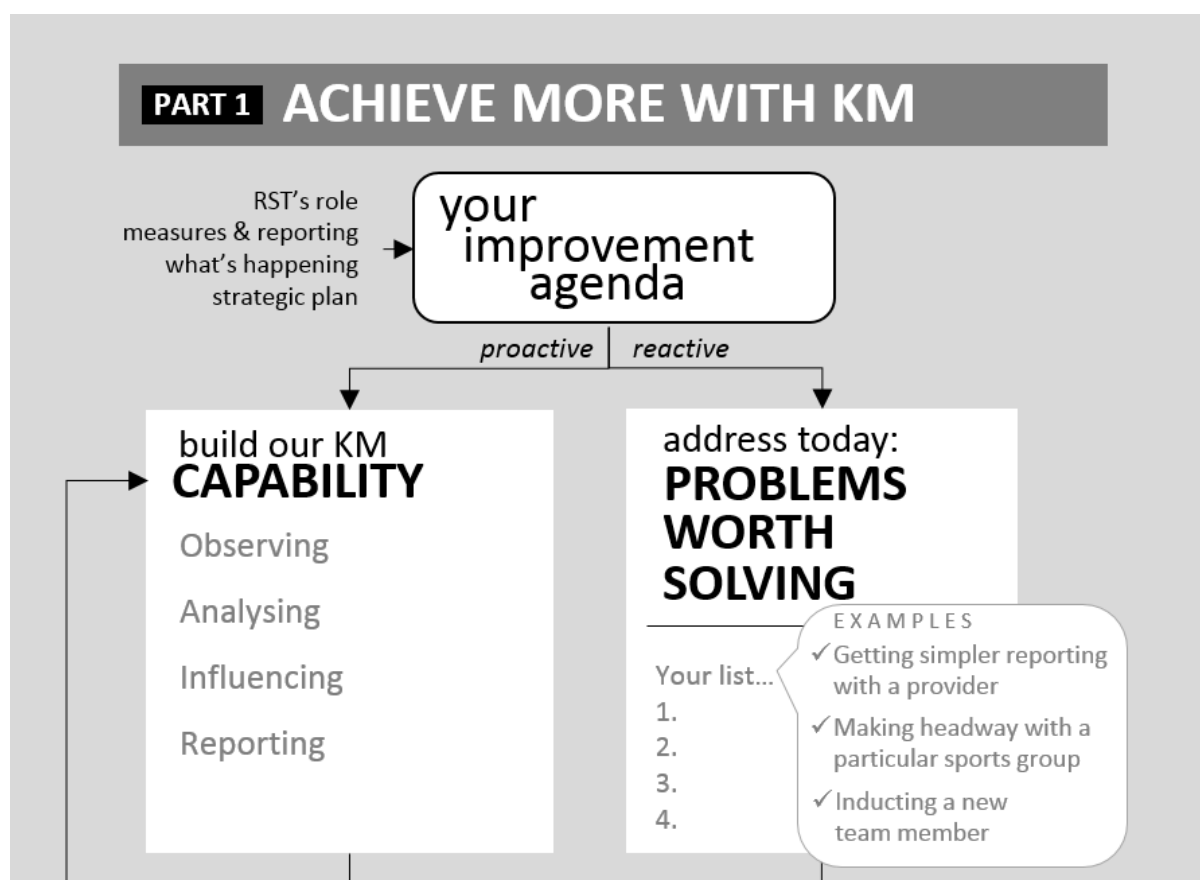 PART 1 ACHIEVE MORE WITH KM
RST’s role
measures & reporting
what’s happening
strategic plan
your
improvement
agenda
proactive reactive
build our KM
CAPABILITY
Observing
Analysing
Influencing
Reporting
address today:
PROBLEMS
WORTH
SOLVING
Your list...
1.
2.
3.
4.
EXAMPLES
✓Getting simpler reporting
with a provider
✓Making headway with a
particular sports group
✓Inducting a new
team member